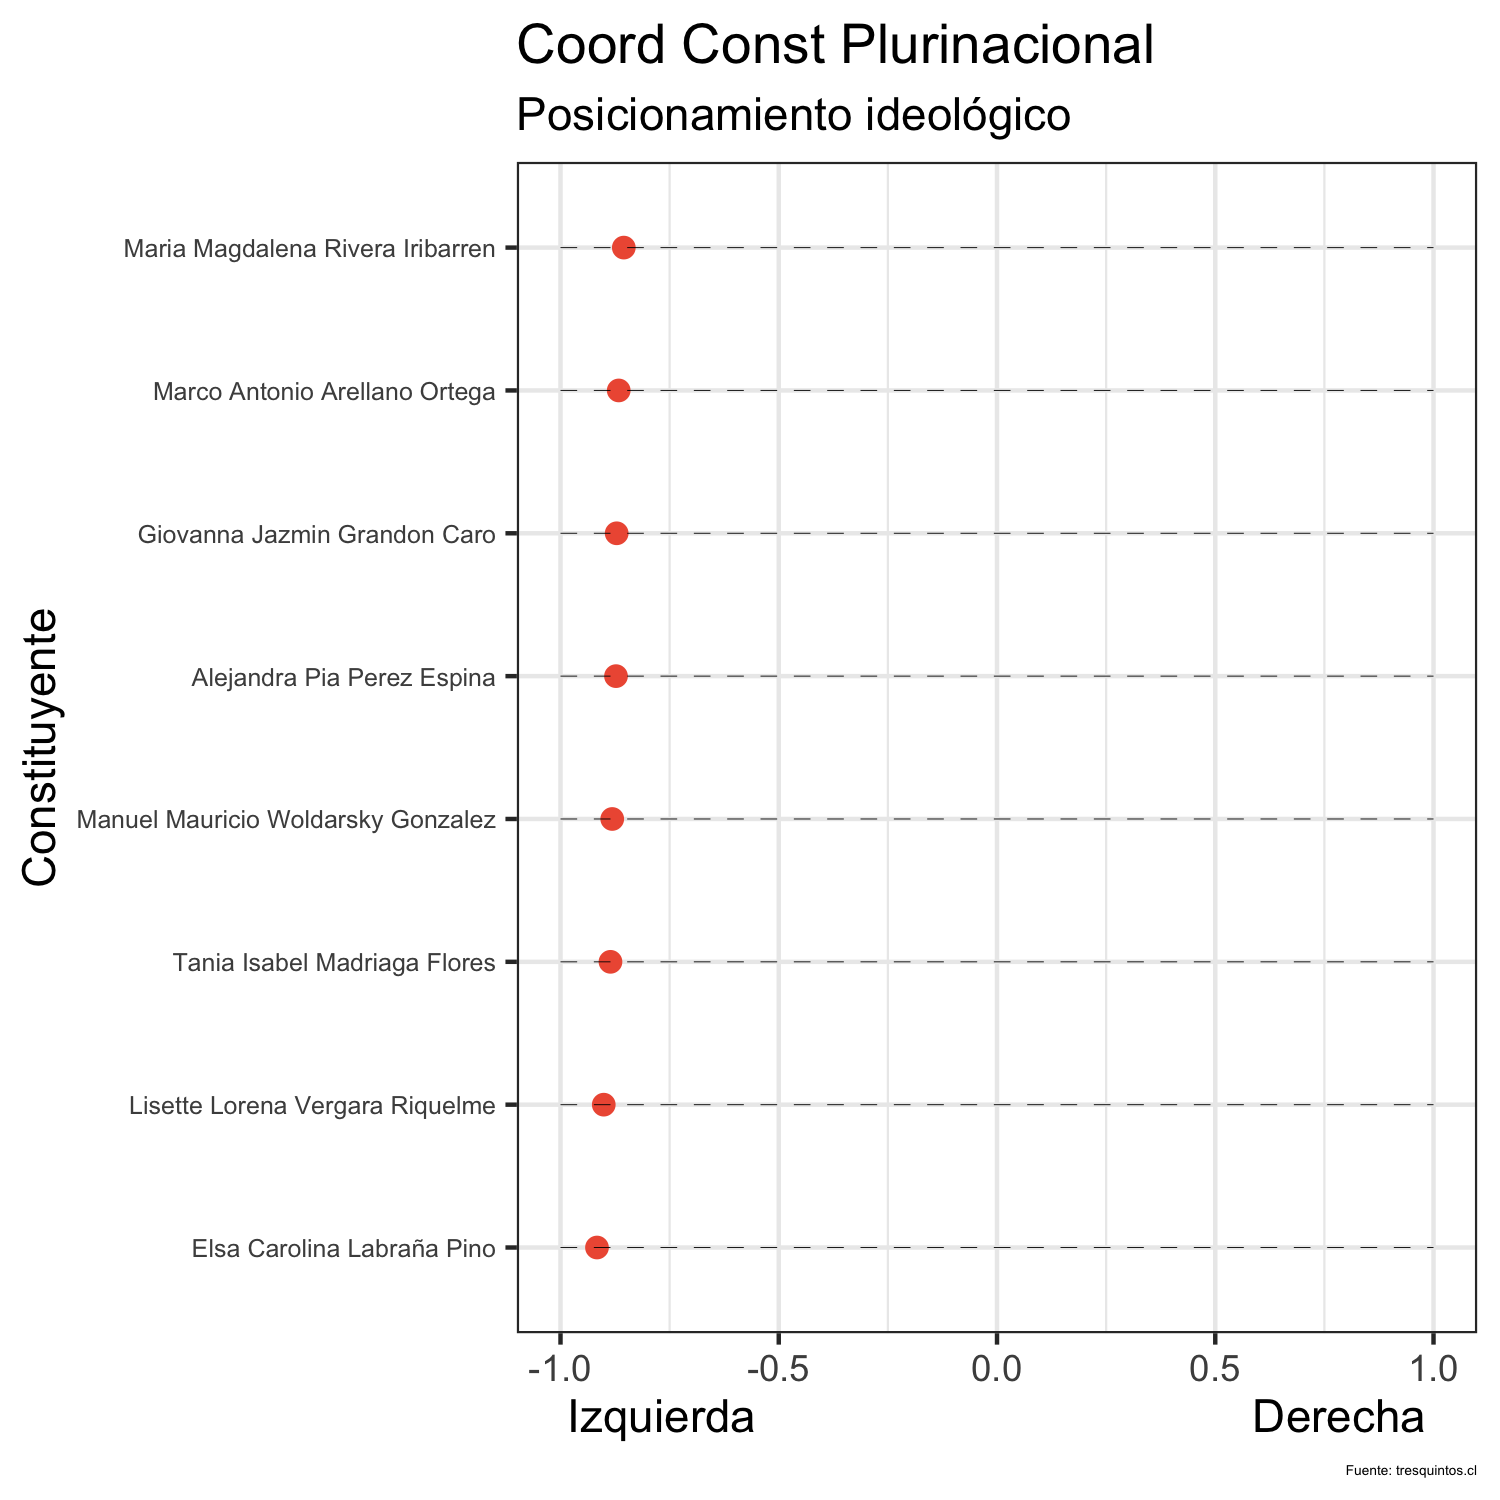 Coord Const Plurinacional
Posicionamiento ideológico
Constituyente
Maria Magdalena Rivera Iribarren
Marco Antonio Arellano Ortega
Giovanna Jazmin Grandon Caro
Alejandra Pia Perez Espina
Manuel Mauricio Woldarsky Gonzalez
Tania Isabel Madriaga Flores
Lisette Lorena Vergara Riquelme
Elsa Carolina Labraña Pino
-1.0 -0.5 0.0 0.5 1.0
Izquierda Derecha
Fuente: tresquintos.cl